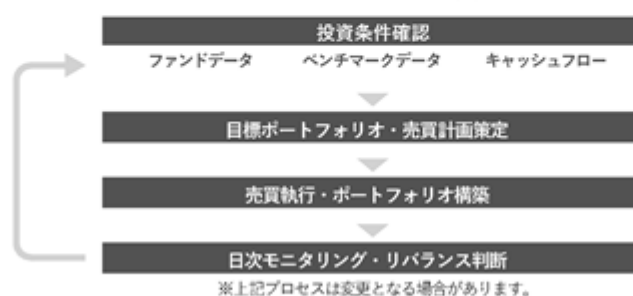 投資条件確認
ファンドデータ ベンチマークデータ キャッシュフロー
目標ポートフォリオ・売買計画策定
売買執行・ポートフォリオ構築
日次モニタリング・リバランス判断
※上記プロセスは変更となる場合があります。